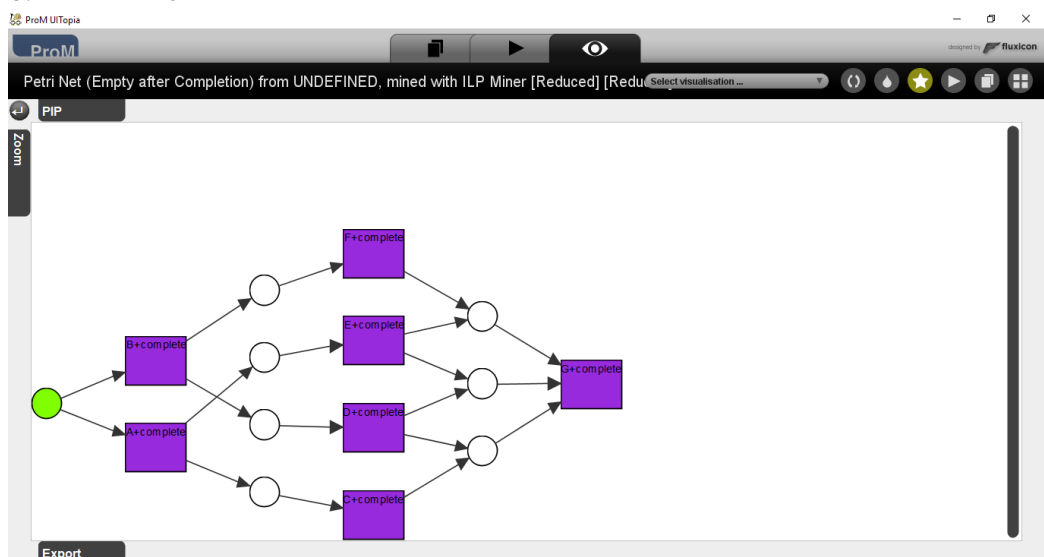 ProM UITopia
ProM
designed by fluxicon
Petri Net (Empty after Completion) from UNDEFINED, mined with ILP Miner [Reduced] [Redu
Select visualisation ...
PIP
Zoom
F+complete
E+complete
B+complete
G+complete
D+complete
A+complete
C+complete
Export